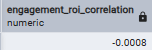 engagement_roi_correlation
numeric
-0.0008